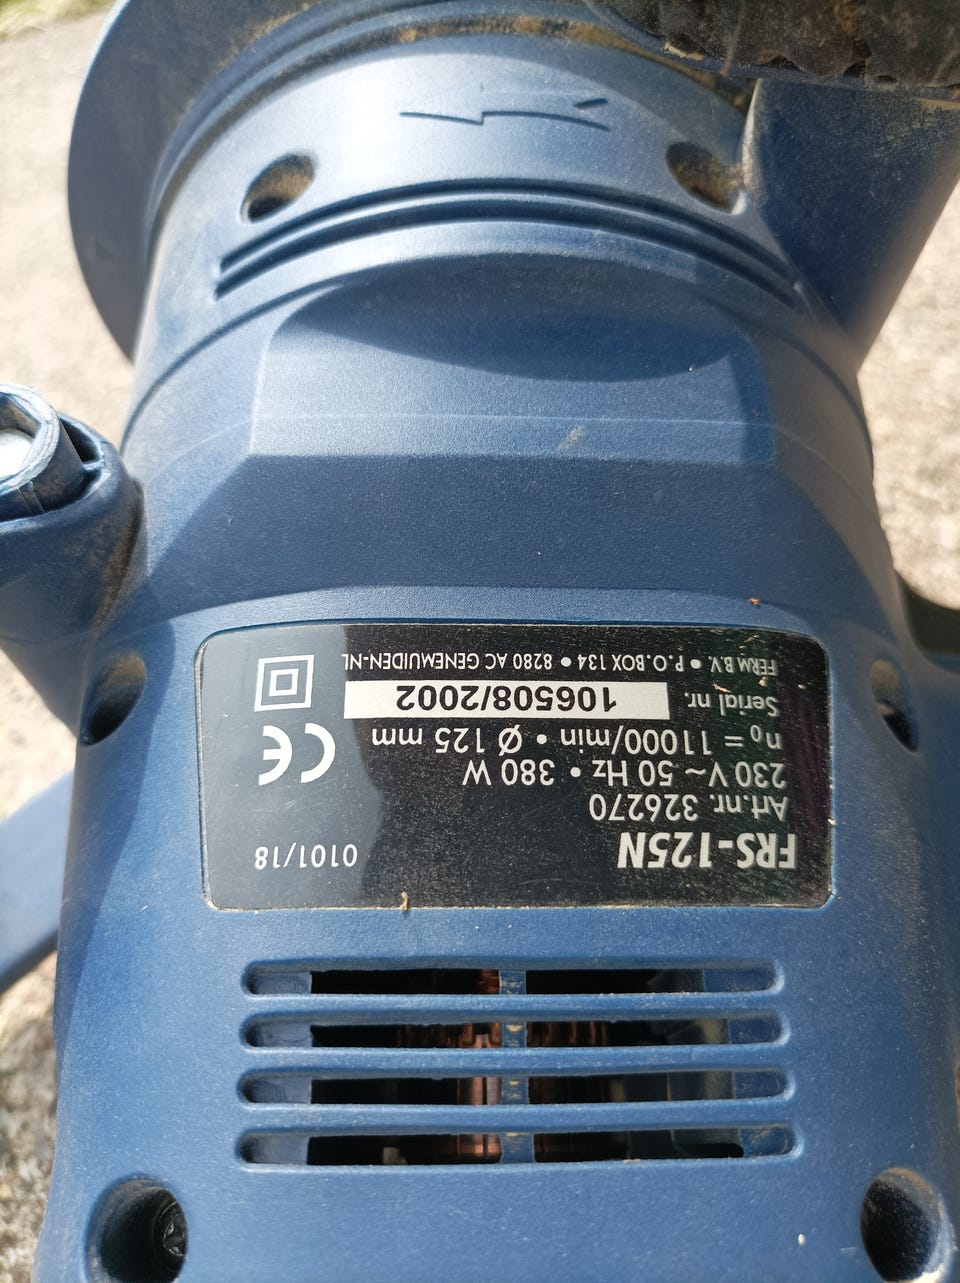 FRS-125N
0101/18
Art.nr. 326270
230 V ~ 50 Hz • 380 W
n₀ = 11000/min • Ø 125 mm
CE
Serial nr. 106508/2002
FERM B.V. • P.O.BOX 134 • 8280 AC GENEMUIDEN-NL